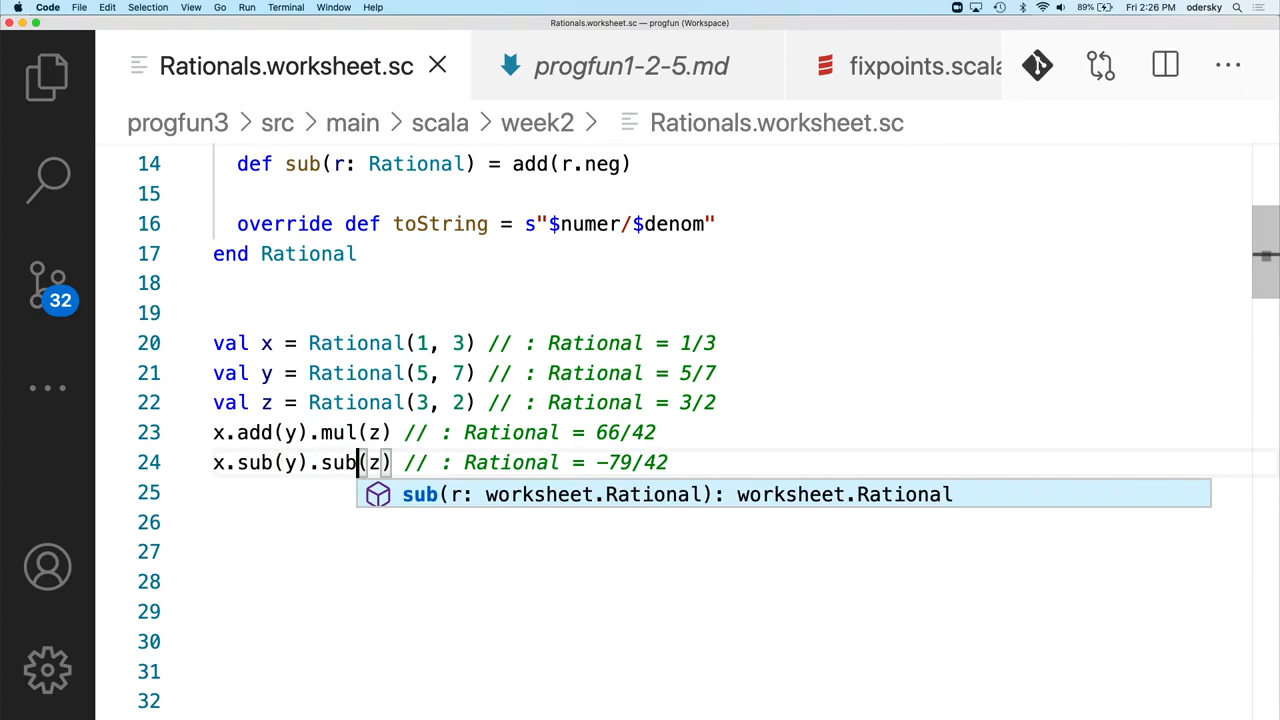 Code File Edit Selection View Go Run Terminal Window Help 89% Fri 2:26 PM odersky
Rationals.worksheet.sc — progfun (Workspace)
Rationals.worksheet.sc progfun1-2-5.md fixpoints.scala
progfun3 > src > main > scala > week2 > Rationals.worksheet.sc
14 def sub(r: Rational) = add(r.neg)
15
16 override def toString = s"$numer/$denom"
17 end Rational
18
19
20 val x = Rational(1, 3) // : Rational = 1/3
21 val y = Rational(5, 7) // : Rational = 5/7
22 val z = Rational(3, 2) // : Rational = 3/2
23 x.add(y).mul(z) // : Rational = 66/42
24 x.sub(y).sub(z) // : Rational = -79/42
25 sub(r: worksheet.Rational): worksheet.Rational
26
27
28
29
30
31
32
32